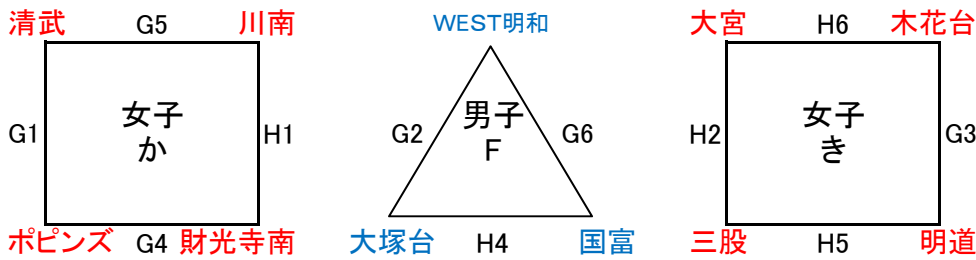 清武 G5 川南
G1 女子 か H1
ポピンズ G4 財光寺南
WEST明和
G2 男子 F G6
大塚台 H4 国富
大宮 H6 木花台
H2 女子 き G3
三股 H5 明道